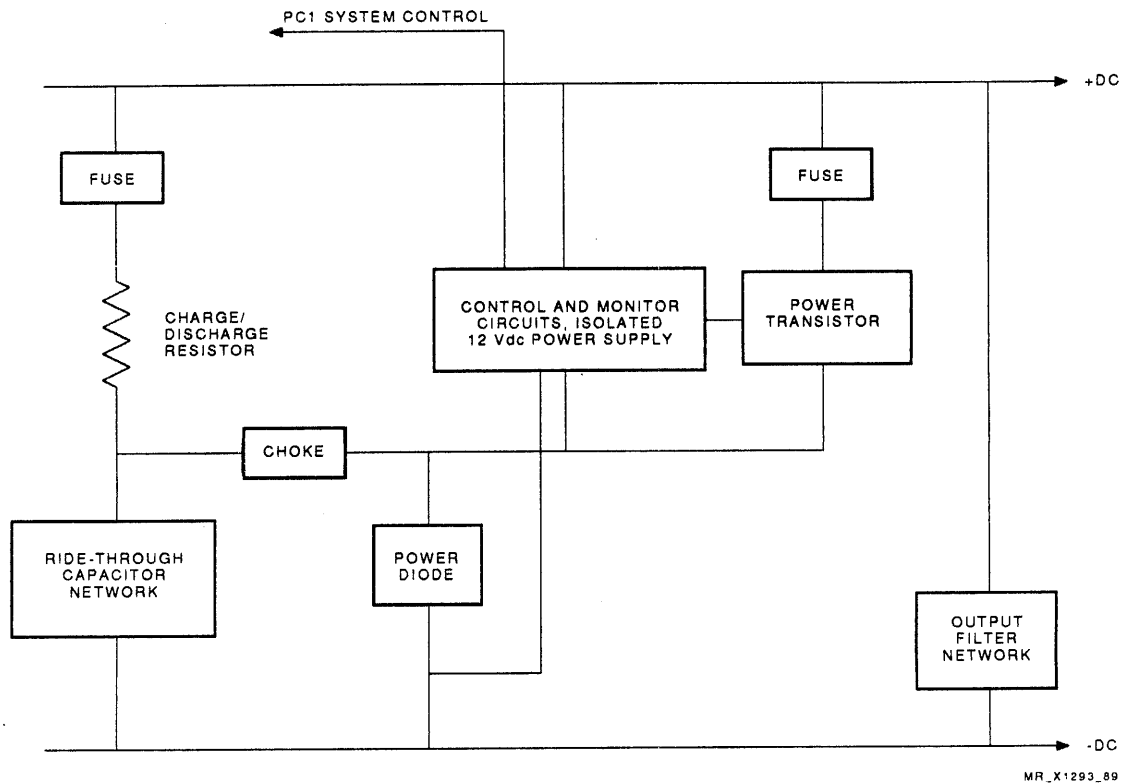 PC1 SYSTEM CONTROL
+DC
FUSE
FUSE
CHARGE/
DISCHARGE
RESISTOR
CONTROL AND MONITOR
CIRCUITS, ISOLATED
12 Vdc POWER SUPPLY
POWER
TRANSISTOR
CHOKE
RIDE-THROUGH
CAPACITOR
NETWORK
POWER
DIODE
OUTPUT
FILTER
NETWORK
-DC
MR_X1293_89